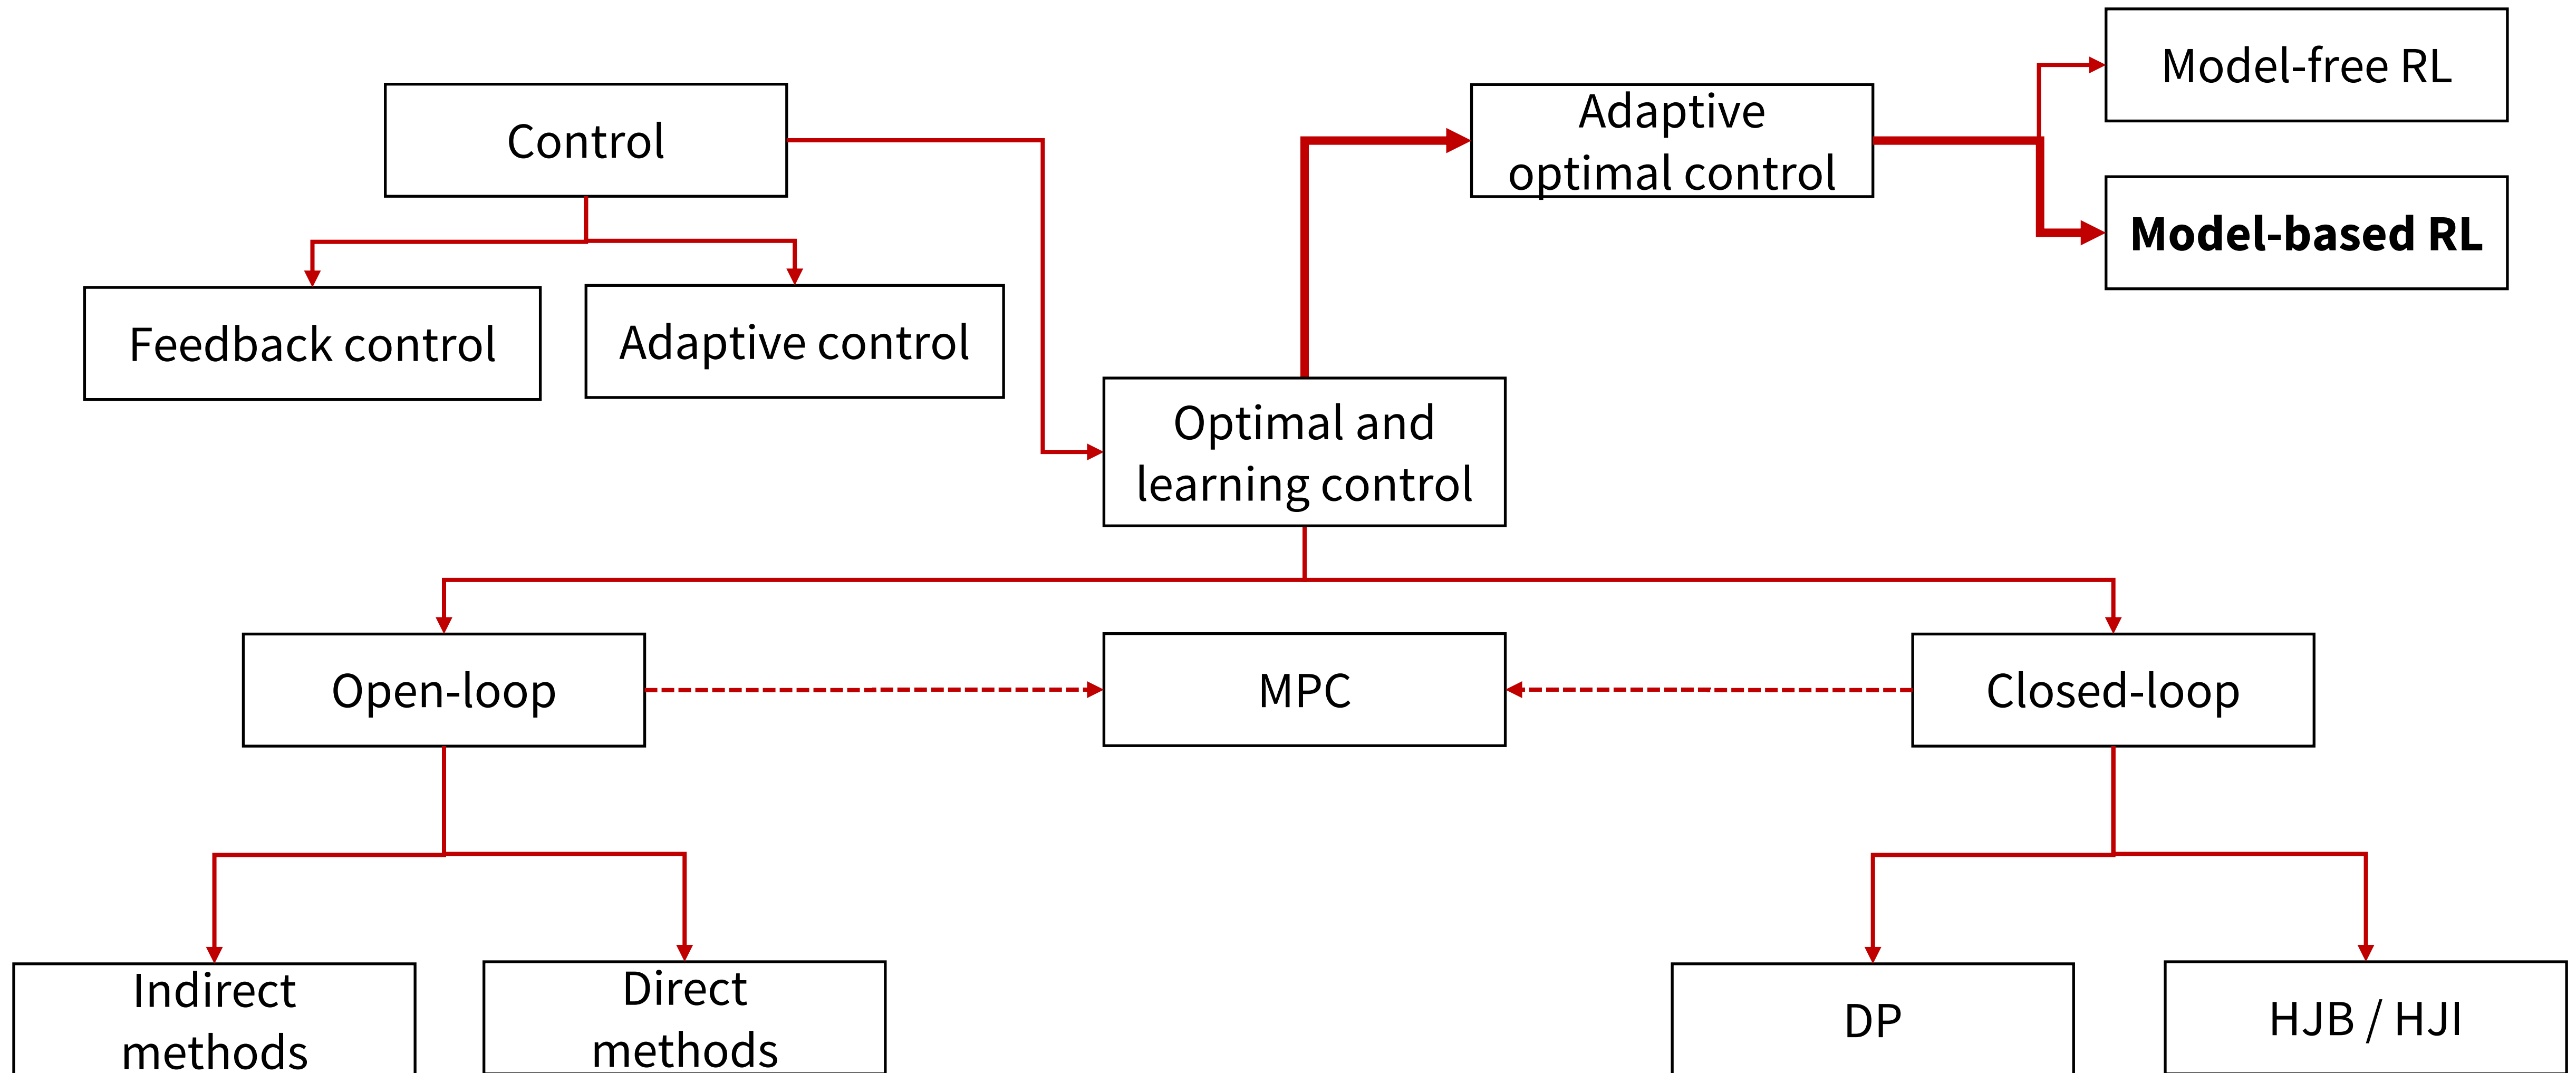 Model-free RL
Control
Adaptive
optimal control
Model-based RL
Feedback control
Adaptive control
Optimal and
learning control
Open-loop
MPC
Closed-loop
Indirect
methods
Direct
methods
DP
HJB / HJI